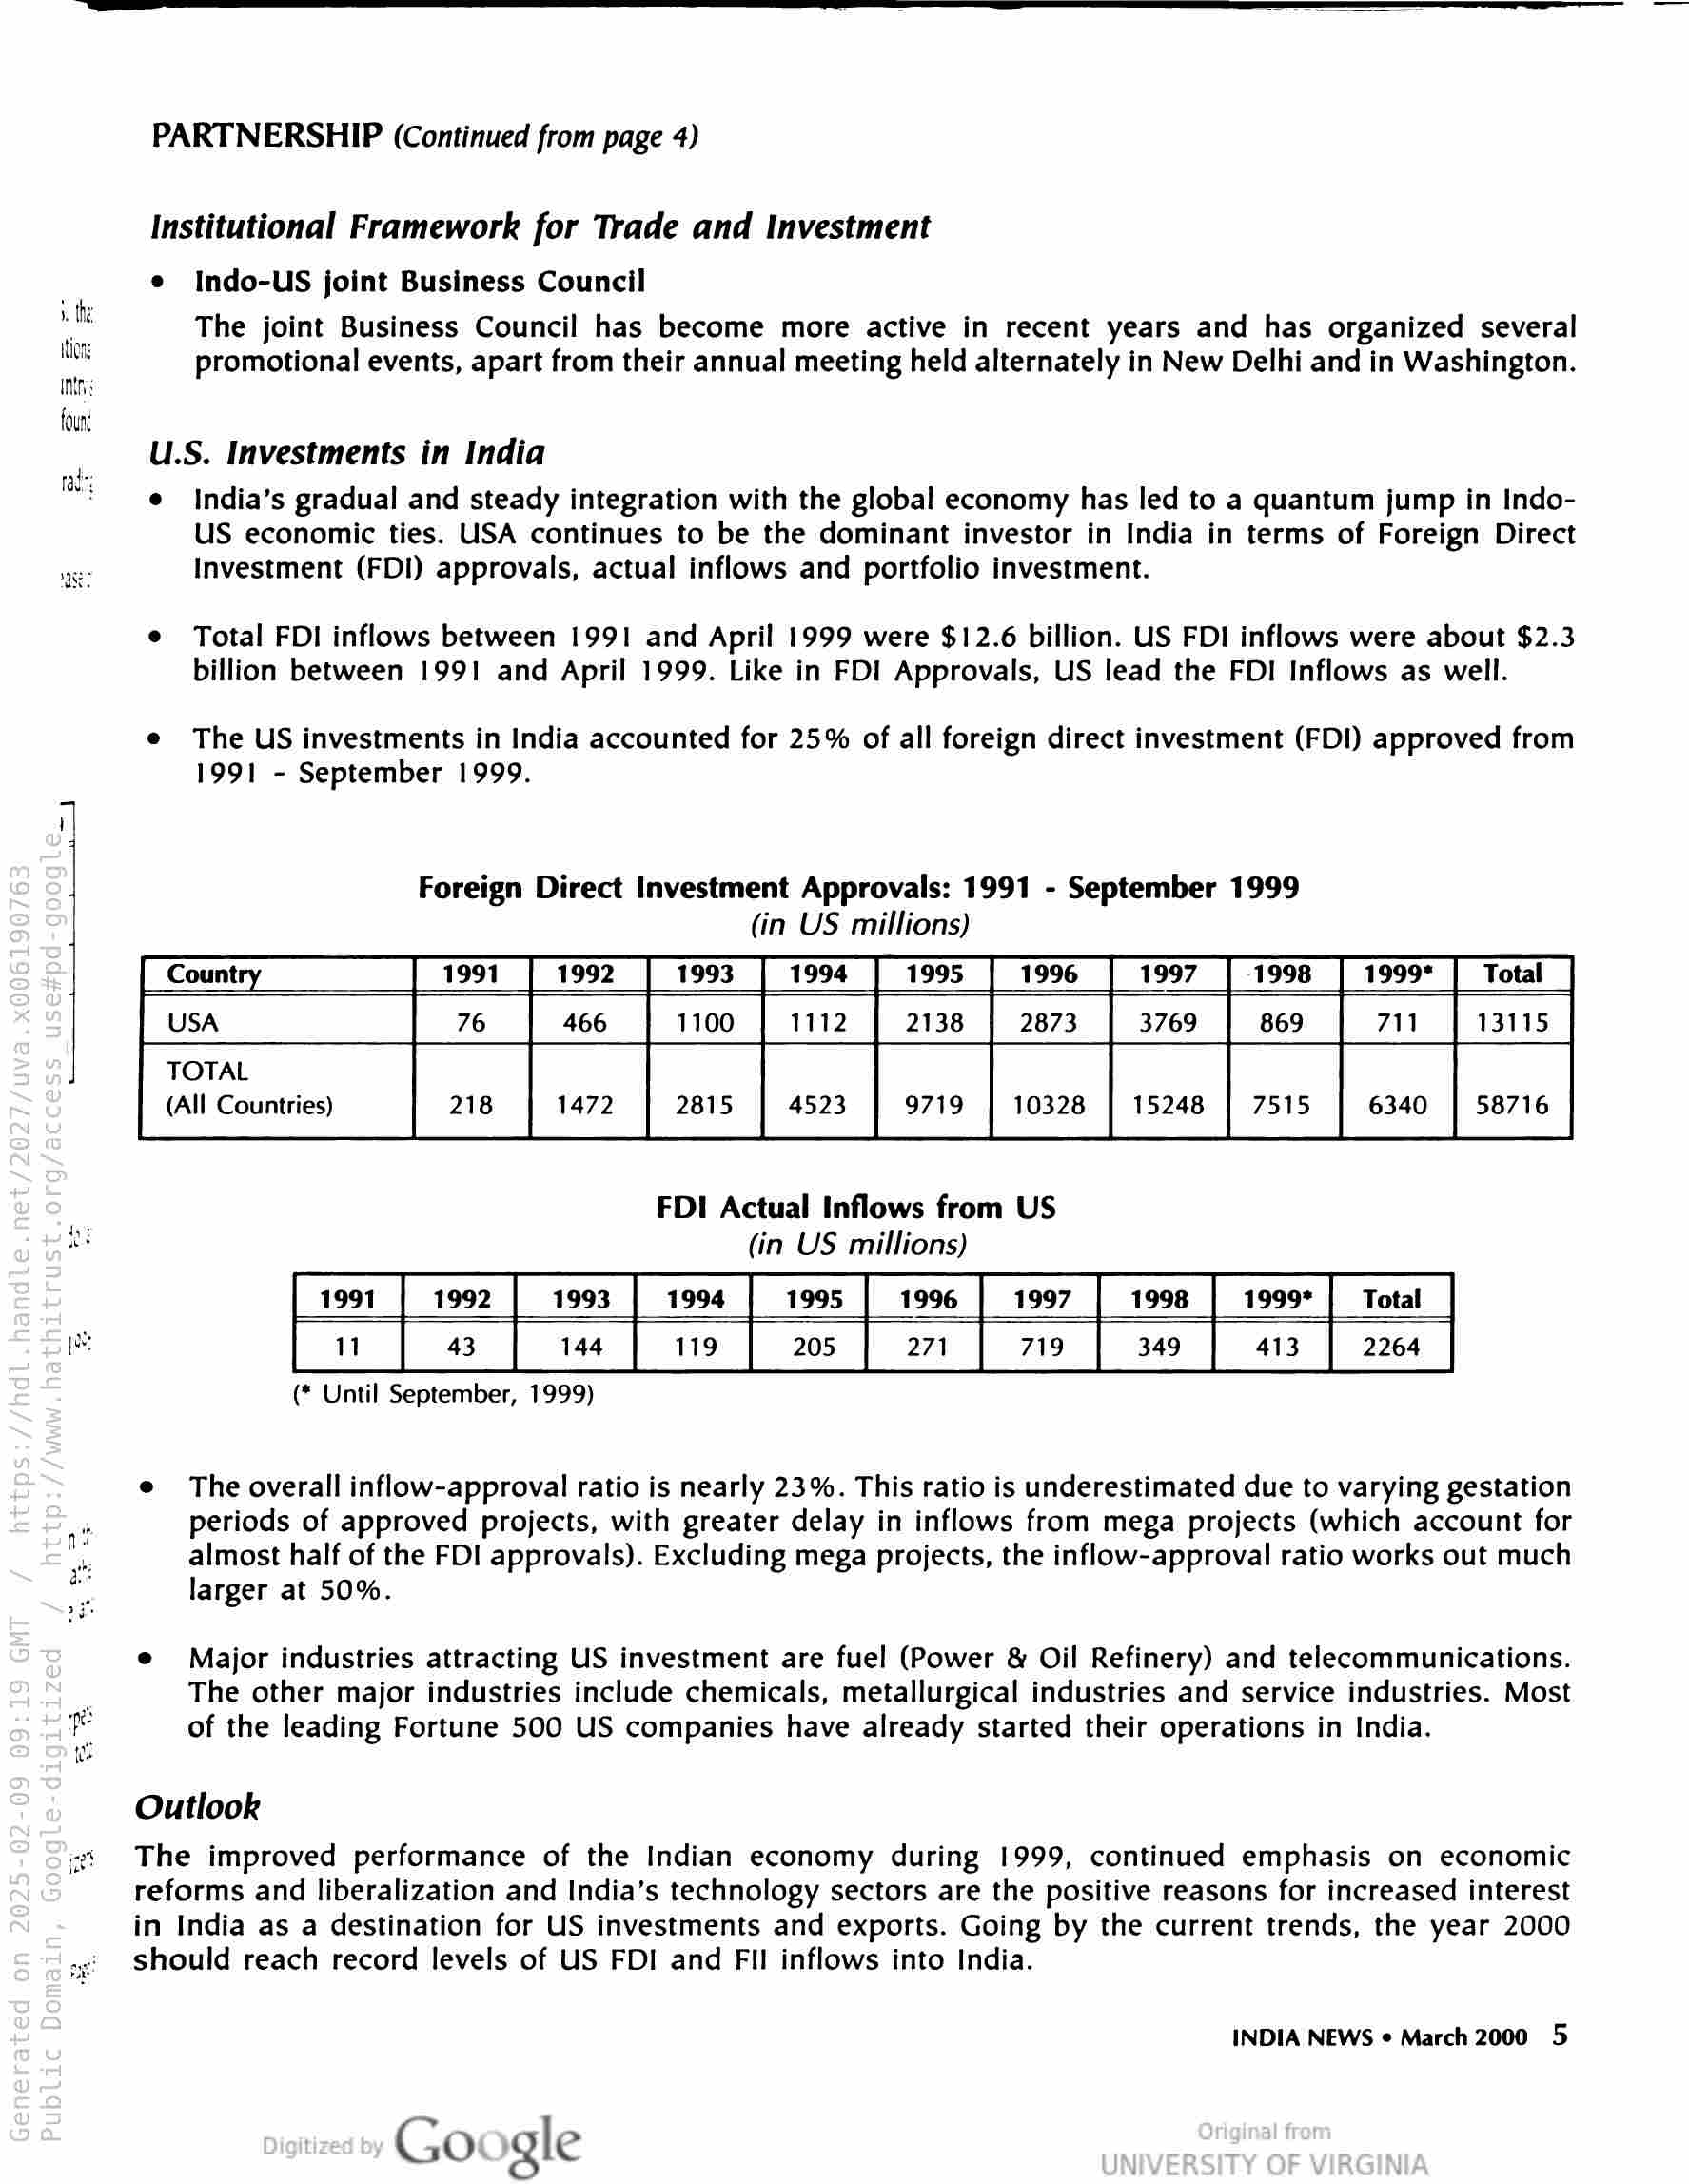 PARTNERSHIP (Continued from page 4)
Institutional Framework for Trade and Investment
• Indo-US joint Business Council
The joint Business Council has become more active in recent years and has organized several
promotional events, apart from their annual meeting held alternately in New Delhi and in Washington.
U.S. Investments in India
• India's gradual and steady integration with the global economy has led to a quantum jump in Indo-
US economic ties. USA continues to be the dominant investor in India in terms of Foreign Direct
Investment (FDI) approvals, actual inflows and portfolio investment.
• Total FDI inflows between 1991 and April 1999 were $12.6 billion. US FDI inflows were about $2.3
billion between 1991 and April 1999. Like in FDI Approvals, US lead the FDI Inflows as well.
• The US investments in India accounted for 25% of all foreign direct investment (FDI) approved from
1991 - September 1999.
Foreign Direct Investment Approvals: 1991 - September 1999
(in US millions)
Country 1991 1992 1993 1994 1995 1996 1997 1998 1999* Total
USA 76 466 1100 1112 2138 2873 3769 869 711 13115
TOTAL
(All Countries) 218 1472 2815 4523 9719 10328 15248 7515 6340 58716
FDI Actual Inflows from US
(in US millions)
1991 1992 1993 1994 1995 1996 1997 1998 1999* Total
11 43 144 119 205 271 719 349 413 2264
(* Until September, 1999)
• The overall inflow-approval ratio is nearly 23%. This ratio is underestimated due to varying gestation
periods of approved projects, with greater delay in inflows from mega projects (which account for
almost half of the FDI approvals). Excluding mega projects, the inflow-approval ratio works out much
larger at 50%.
• Major industries attracting US investment are fuel (Power & Oil Refinery) and telecommunications.
The other major industries include chemicals, metallurgical industries and service industries. Most
of the leading Fortune 500 US companies have already started their operations in India.
Outlook
The improved performance of the Indian economy during 1999, continued emphasis on economic
reforms and liberalization and India's technology sectors are the positive reasons for increased interest
in India as a destination for US investments and exports. Going by the current trends, the year 2000
should reach record levels of US FDI and FII inflows into India.
INDIA NEWS • March 2000 5
Generated on 2025-02-09 09:19 GMT / https://hdl.handle.net/2027/uva.x006190763
Public Domain, Google-digitized / http://www.hathitrust.org/access_use#pd-google
Digitized by Google
Original from
UNIVERSITY OF VIRGINIA